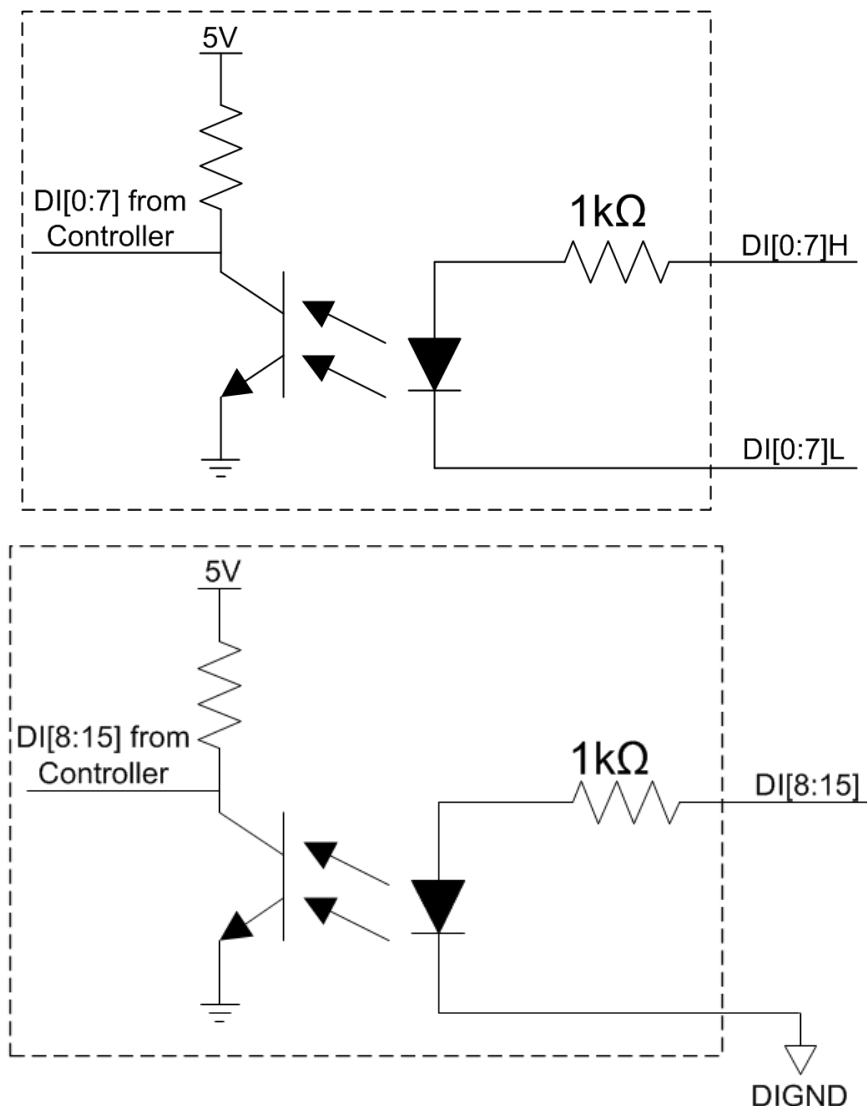 5V
DI[0:7] from
Controller
1kΩ
DI[0:7]H
DI[0:7]L
5V
DI[8:15] from
Controller
1kΩ
DI[8:15]
DIGND